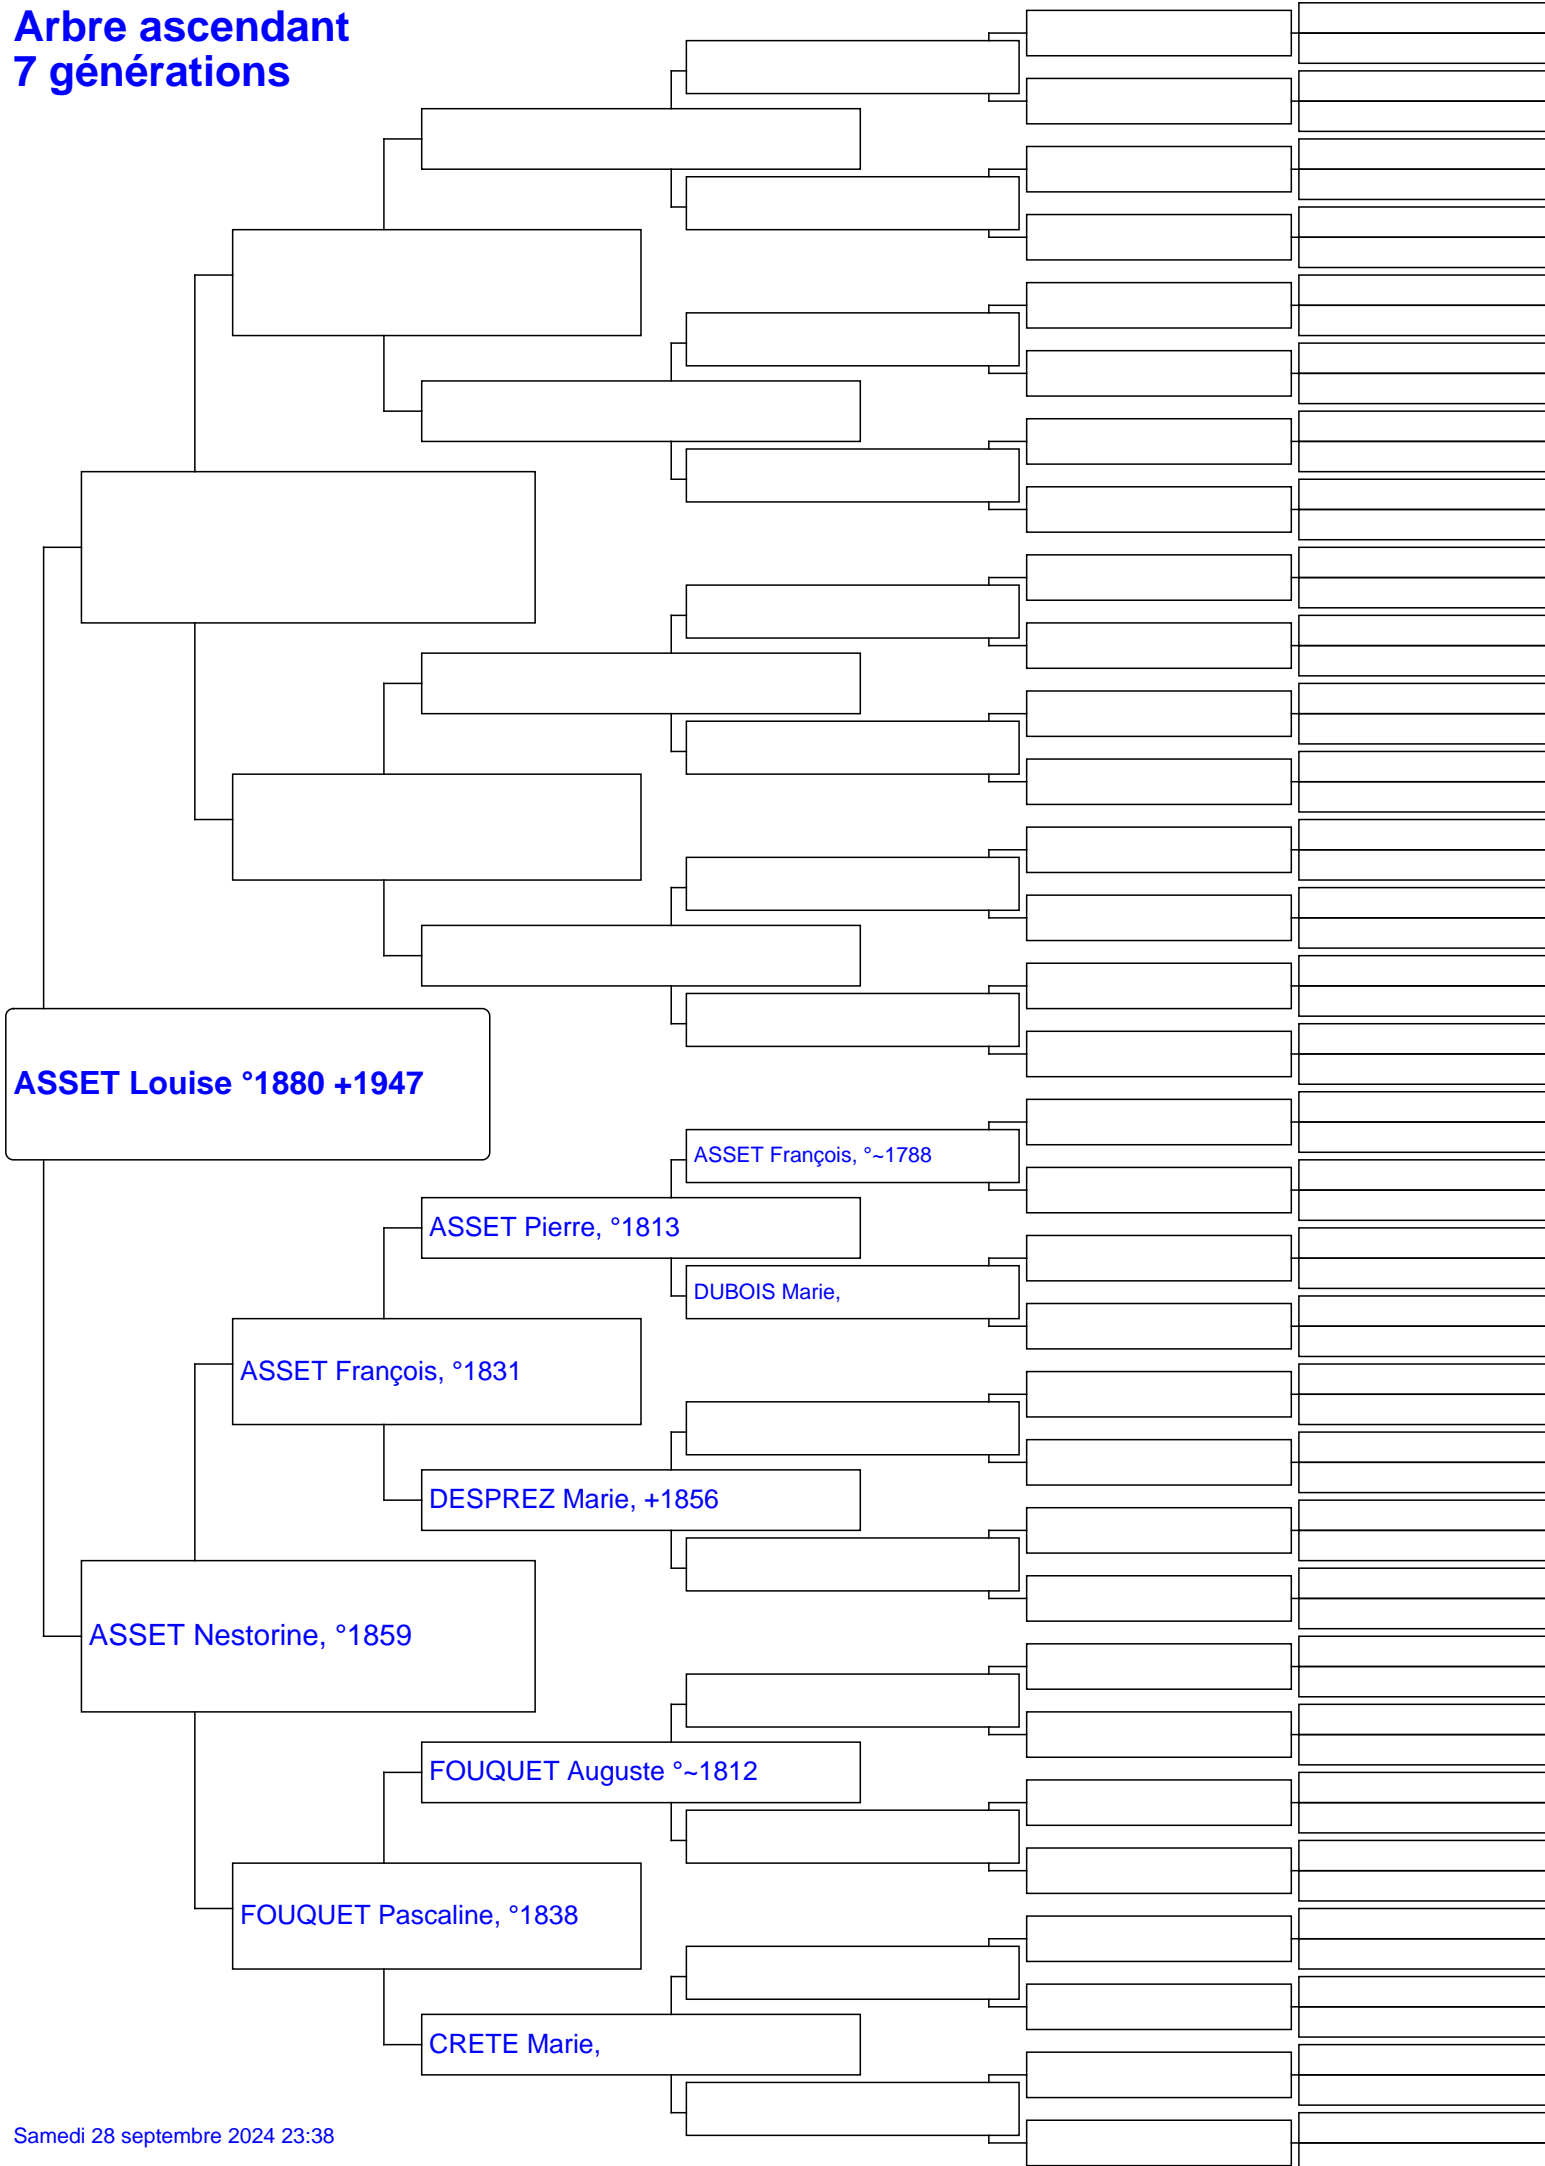 Arbre ascendant
7 générations
ASSET Louise °1880 +1947
ASSET François, °~1788
ASSET Pierre, °1813
DUBOIS Marie,
ASSET François, °1831
DESPREZ Marie, +1856
ASSET Nestorine, °1859
FOUQUET Auguste °~1812
FOUQUET Pascaline, °1838
CRETE Marie,
Samedi 28 septembre 2024 23:38